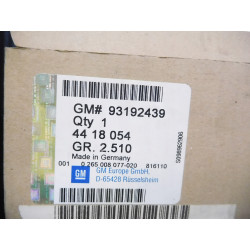 GM# 93192439
Qty 1
44 18 054
GR. 2.510
Made in Germany
001 0 265 008 077-020 816110
GM
GM Europe GmbH.
D-65428 Rüsselsheim